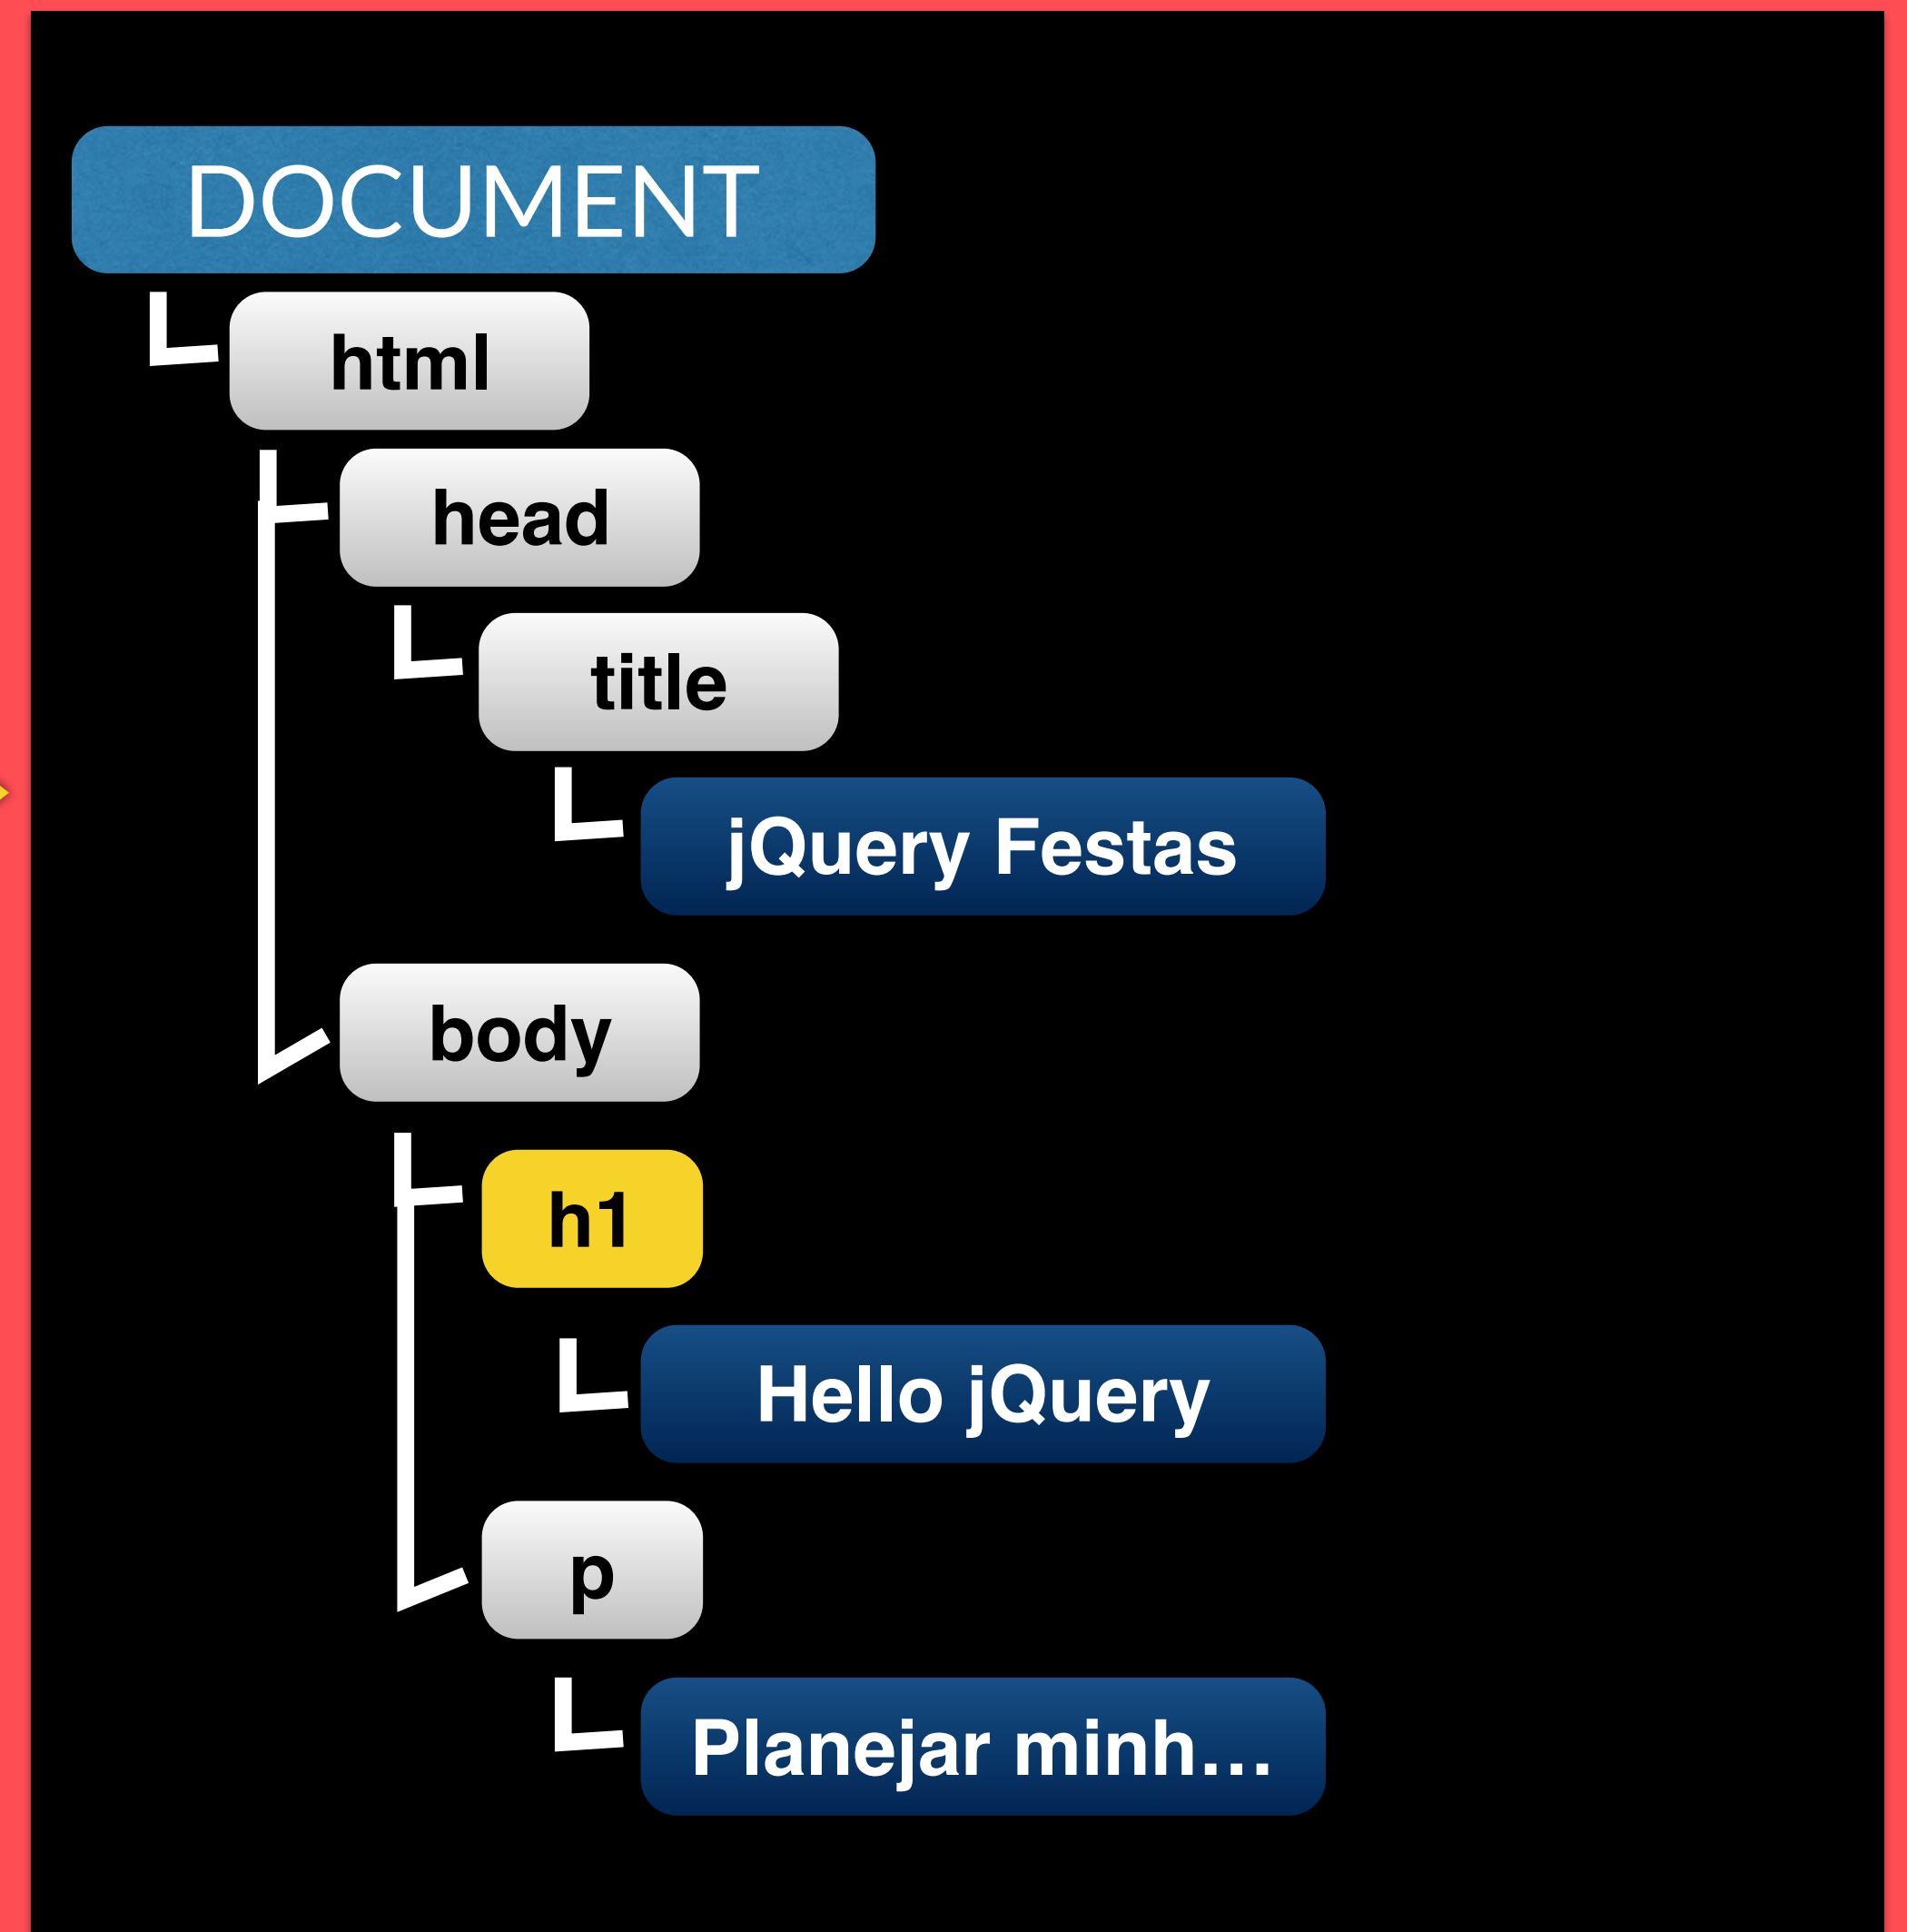 DOCUMENT
html
head
title
jQuery Festas
body
h1
Hello jQuery
p
Planejar minh...